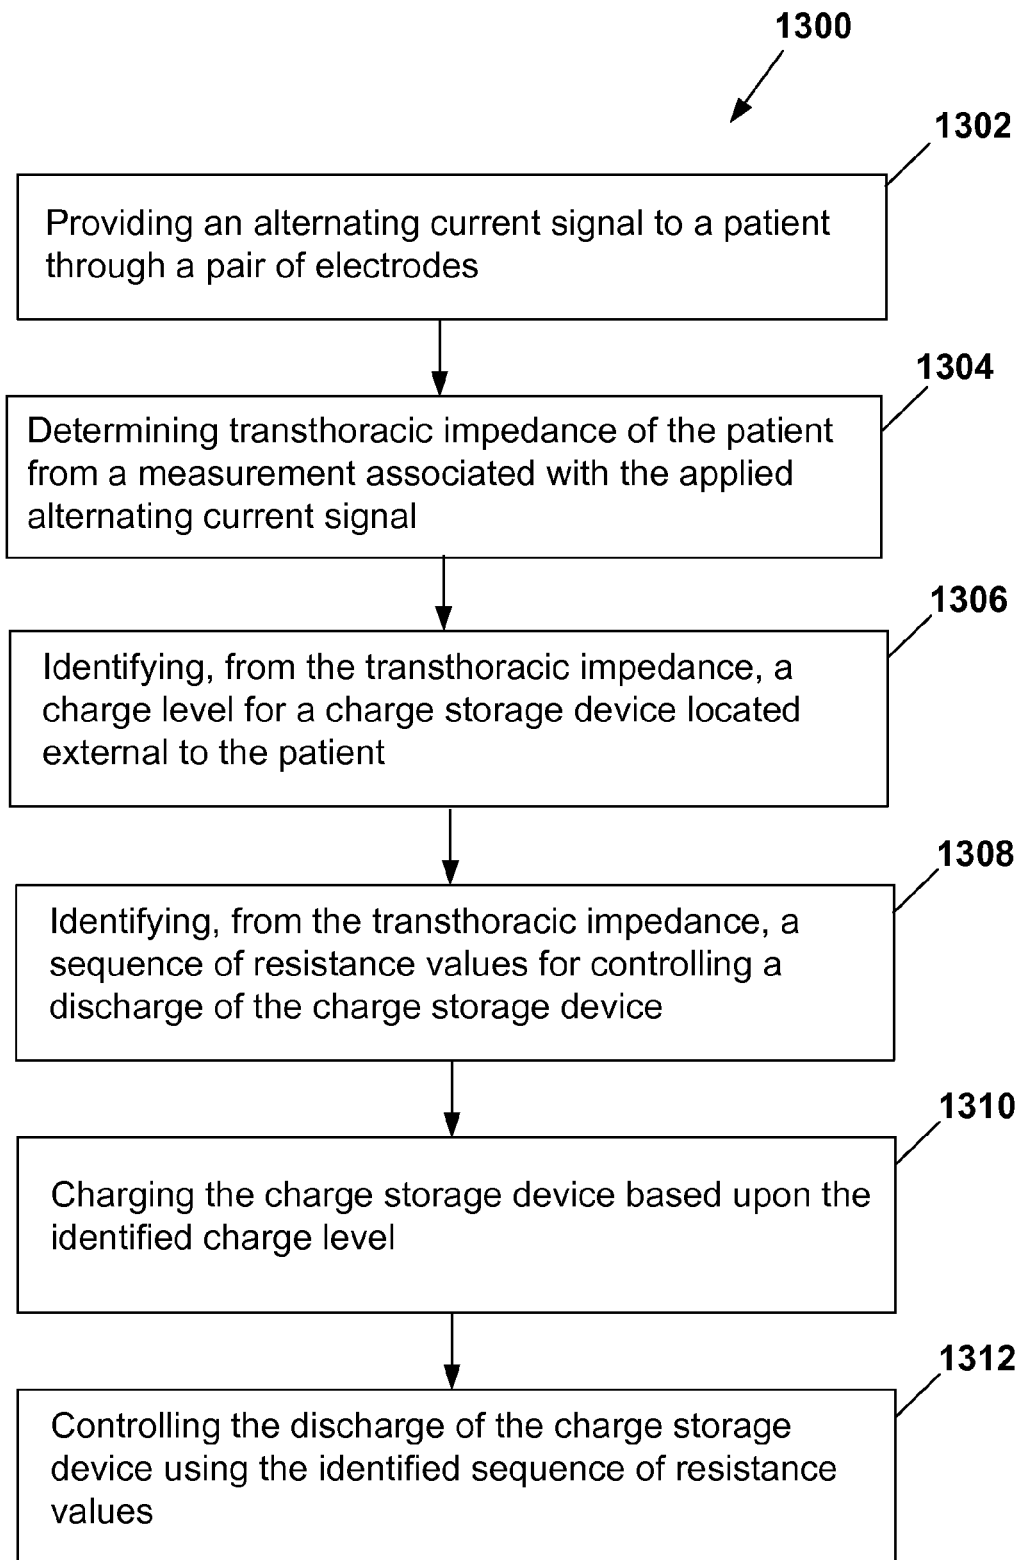 1300
1302
Providing an alternating current signal to a patient
through a pair of electrodes
1304
Determining transthoracic impedance of the patient
from a measurement associated with the applied
alternating current signal
1306
Identifying, from the transthoracic impedance, a
charge level for a charge storage device located
external to the patient
1308
Identifying, from the transthoracic impedance, a
sequence of resistance values for controlling a
discharge of the charge storage device
1310
Charging the charge storage device based upon the
identified charge level
1312
Controlling the discharge of the charge storage
device using the identified sequence of resistance
values